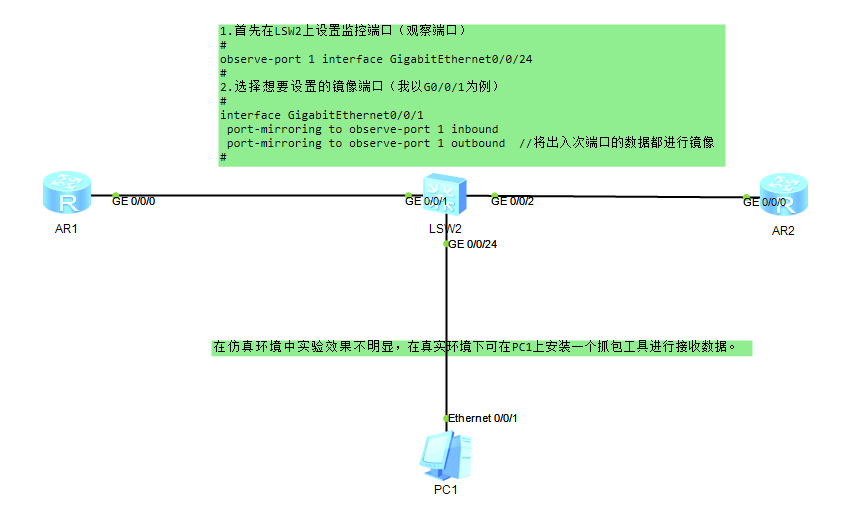 1.首先在LSW2上设置监控端口（观察端口）
#
observe-port 1 interface GigabitEthernet0/0/24
#
2.选择想要设置的镜像端口（我以G0/0/1为例）
#
interface GigabitEthernet0/0/1
port-mirroring to observe-port 1 inbound
port-mirroring to observe-port 1 outbound //将出入次端口的数据都进行镜像
#
GE 0/0/0
GE 0/0/1
GE 0/0/2
GE 0/0/0
R
R
AR1
LSW2
AR2
GE 0/0/24
在仿真环境中实验效果不明显，在真实环境下可在PC1上安装一个抓包工具进行接收数据。
Ethernet 0/0/1
PC1